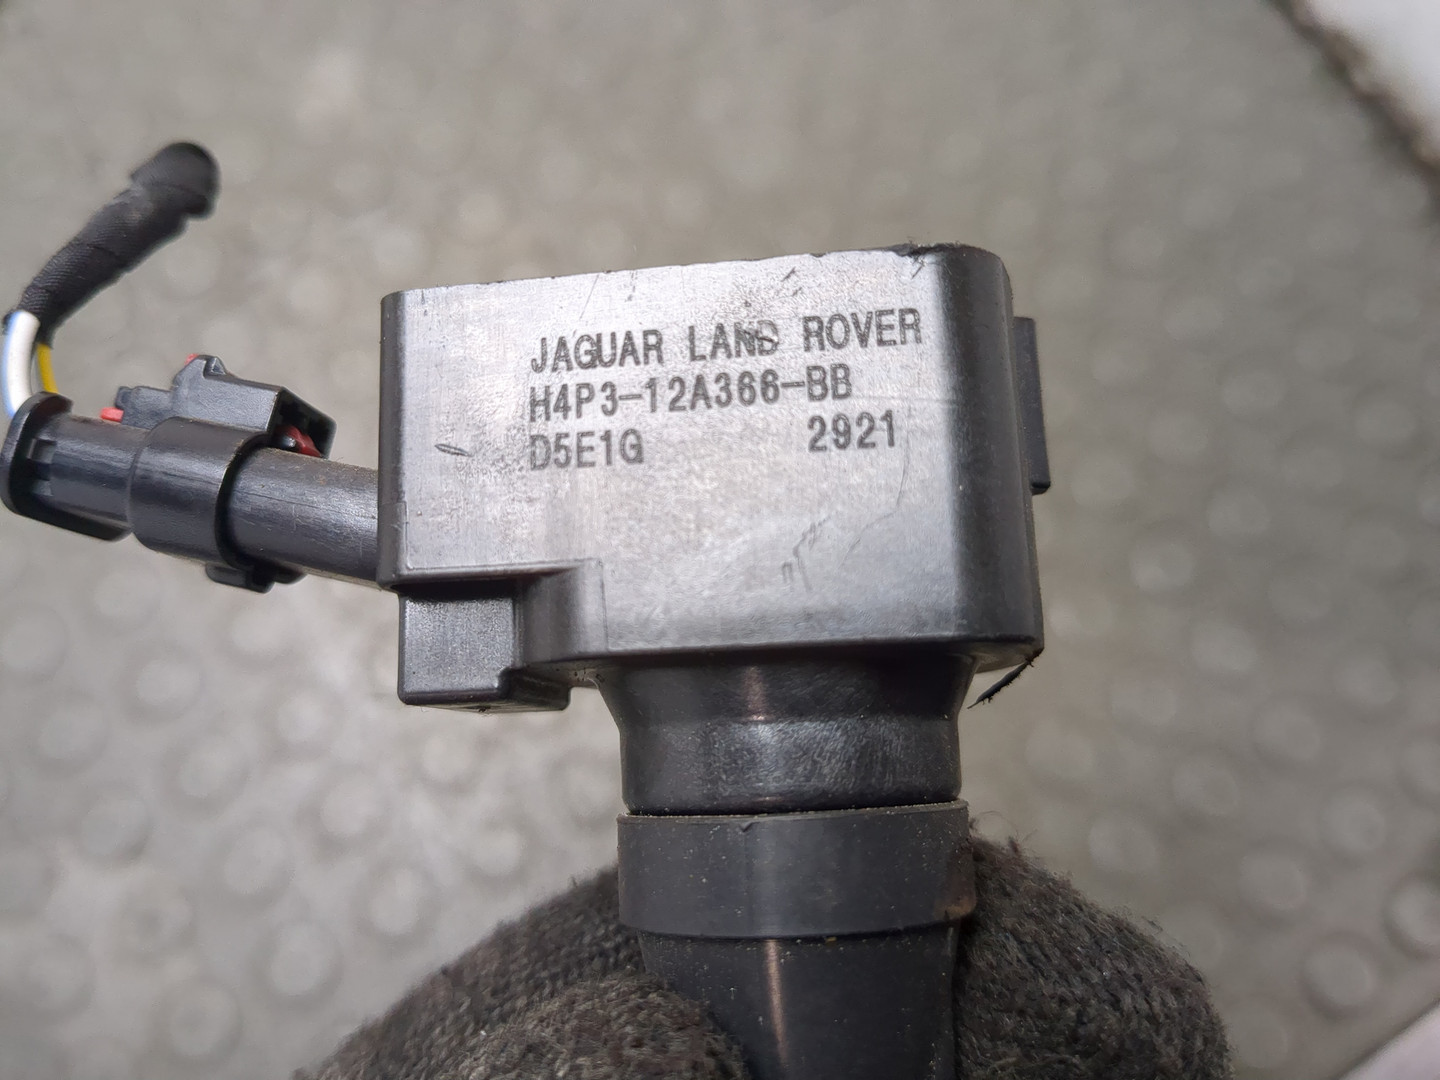 JAGUAR LAND ROVER
H4P3-12A366-BB
D5E1G 2921